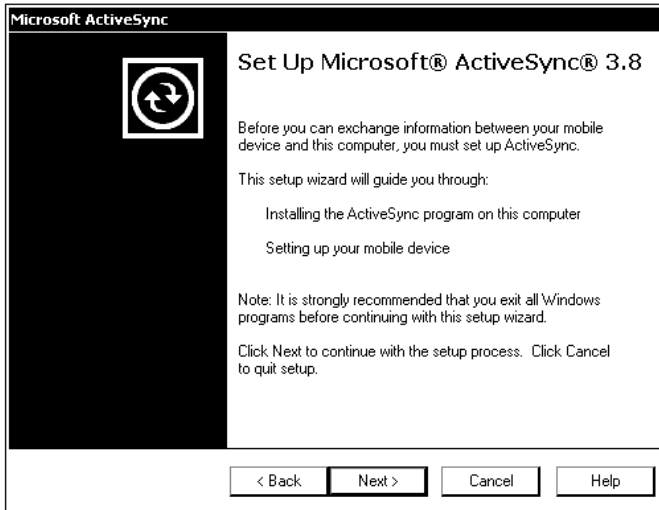 Microsoft ActiveSync
Set Up Microsoft® ActiveSync® 3.8
Before you can exchange information between your mobile
device and this computer, you must set up ActiveSync.
This setup wizard will guide you through:
Installing the ActiveSync program on this computer
Setting up your mobile device
Note: It is strongly recommended that you exit all Windows
programs before continuing with this setup wizard.
Click Next to continue with the setup process.  Click Cancel
to quit setup.
< Back Next > Cancel Help